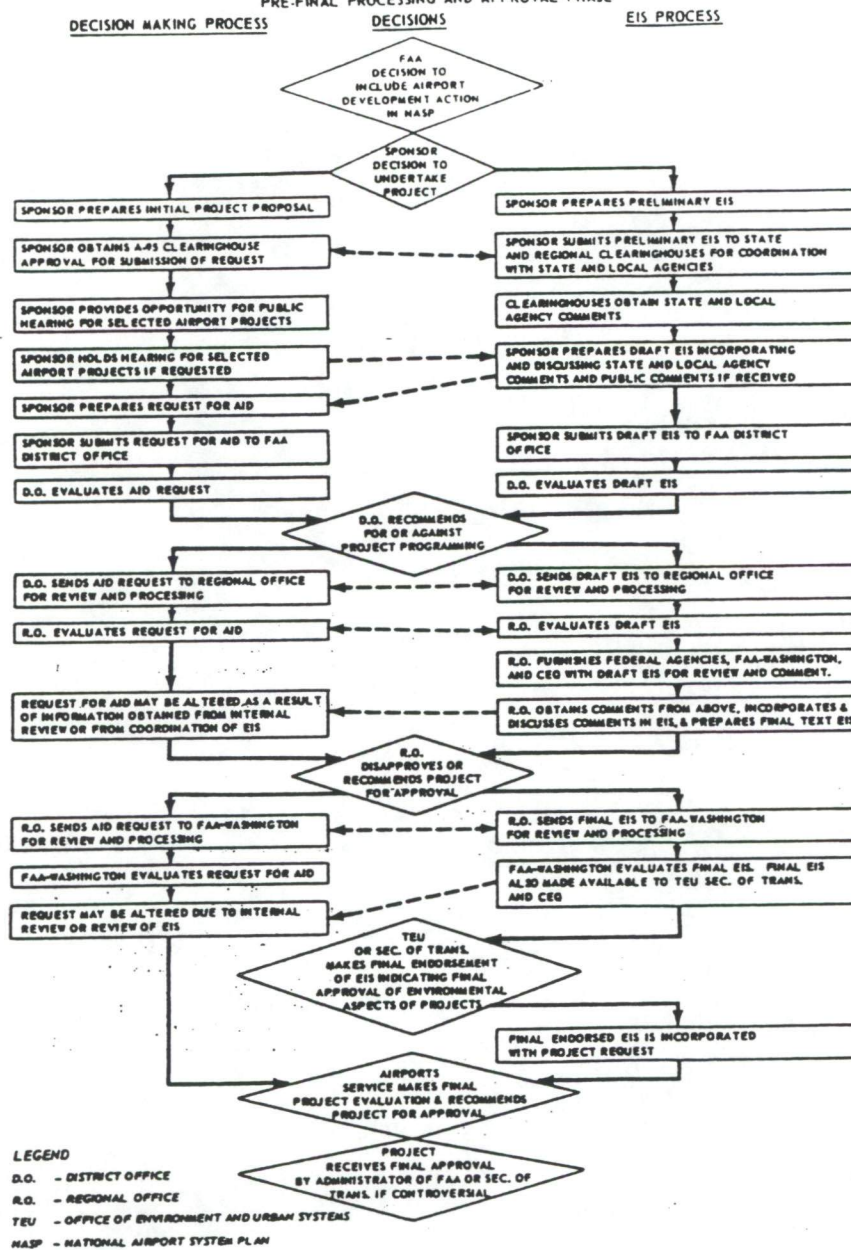 PRE-FINAL PROCESSING AND APPROVAL PHASE
DECISION MAKING PROCESS
DECISIONS
EIS PROCESS
FAA
DECISION TO
INCLUDE AIRPORT
DEVELOPMENT ACTION
IN NASP
SPONSOR
DECISION TO
UNDERTAKE
PROJECT
SPONSOR PREPARES INITIAL PROJECT PROPOSAL
SPONSOR PREPARES PRELIMINARY EIS
SPONSOR OBTAINS A-95 CLEARINGHOUSE
APPROVAL FOR SUBMISSION OF REQUEST
SPONSOR SUBMITS PRELIMINARY EIS TO STATE
AND REGIONAL CLEARINGHOUSES FOR COORDINATION
WITH STATE AND LOCAL AGENCIES
SPONSOR PROVIDES OPPORTUNITY FOR PUBLIC
HEARING FOR SELECTED AIRPORT PROJECTS
CLEARINGHOUSES OBTAIN STATE AND LOCAL
AGENCY COMMENTS
SPONSOR HOLDS HEARING FOR SELECTED
AIRPORT PROJECTS IF REQUESTED
SPONSOR PREPARES DRAFT EIS INCORPORATING
AND DISCUSSING STATE AND LOCAL AGENCY
COMMENTS AND PUBLIC COMMENTS IF RECEIVED
SPONSOR PREPARES REQUEST FOR AID
SPONSOR SUBMITS REQUEST FOR AID TO FAA
DISTRICT OFFICE
SPONSOR SUBMITS DRAFT EIS TO FAA DISTRICT
OFFICE
D.O. EVALUATES AID REQUEST
D.O. EVALUATES DRAFT EIS
D.O. RECOMMENDS
FOR OR AGAINST
PROJECT PROGRAMMING
D.O. SENDS AID REQUEST TO REGIONAL OFFICE
FOR REVIEW AND PROCESSING
D.O. SENDS DRAFT EIS TO REGIONAL OFFICE
FOR REVIEW AND PROCESSING
R.O. EVALUATES REQUEST FOR AID
R.O. EVALUATES DRAFT EIS
R.O. FURNISHES FEDERAL AGENCIES, FAA-WASHINGTON,
AND CEQ WITH DRAFT EIS FOR REVIEW AND COMMENT.
REQUEST FOR AID MAY BE ALTERED AS A RESULT
OF INFORMATION OBTAINED FROM INTERNAL
REVIEW OR FROM COORDINATION OF EIS
R.O. OBTAINS COMMENTS FROM ABOVE, INCORPORATES &
DISCUSSES COMMENTS IN EIS, & PREPARES FINAL TEXT EIS
R.O.
DISAPPROVES OR
RECOMMENDS PROJECT
FOR APPROVAL
R.O. SENDS AID REQUEST TO FAA-WASHINGTON
FOR REVIEW AND PROCESSING
R.O. SENDS FINAL EIS TO FAA-WASHINGTON
FOR REVIEW AND PROCESSING
FAA-WASHINGTON EVALUATES REQUEST FOR AID
FAA-WASHINGTON EVALUATES FINAL EIS. FINAL EIS
ALSO MADE AVAILABLE TO TEU SEC. OF TRANS.
AND CEQ
REQUEST MAY BE ALTERED DUE TO INTERNAL
REVIEW OR REVIEW OF EIS
TEU
OR SEC. OF TRANS.
MAKES FINAL ENDORSEMENT
OF EIS INDICATING FINAL
APPROVAL OF ENVIRONMENTAL
ASPECTS OF PROJECTS
FINAL ENDORSED EIS IS INCORPORATED
WITH PROJECT REQUEST
AIRPORTS
SERVICE MAKES FINAL
PROJECT EVALUATION & RECOMMENDS
PROJECT FOR APPROVAL
PROJECT
RECEIVES FINAL APPROVAL
BY ADMINISTRATOR OF FAA OR SEC. OF
TRANS. IF CONTROVERSIAL
LEGEND
D.O. - DISTRICT OFFICE
R.O. - REGIONAL OFFICE
TEU - OFFICE OF ENVIRONMENT AND URBAN SYSTEMS
NASP - NATIONAL AIRPORT SYSTEM PLAN